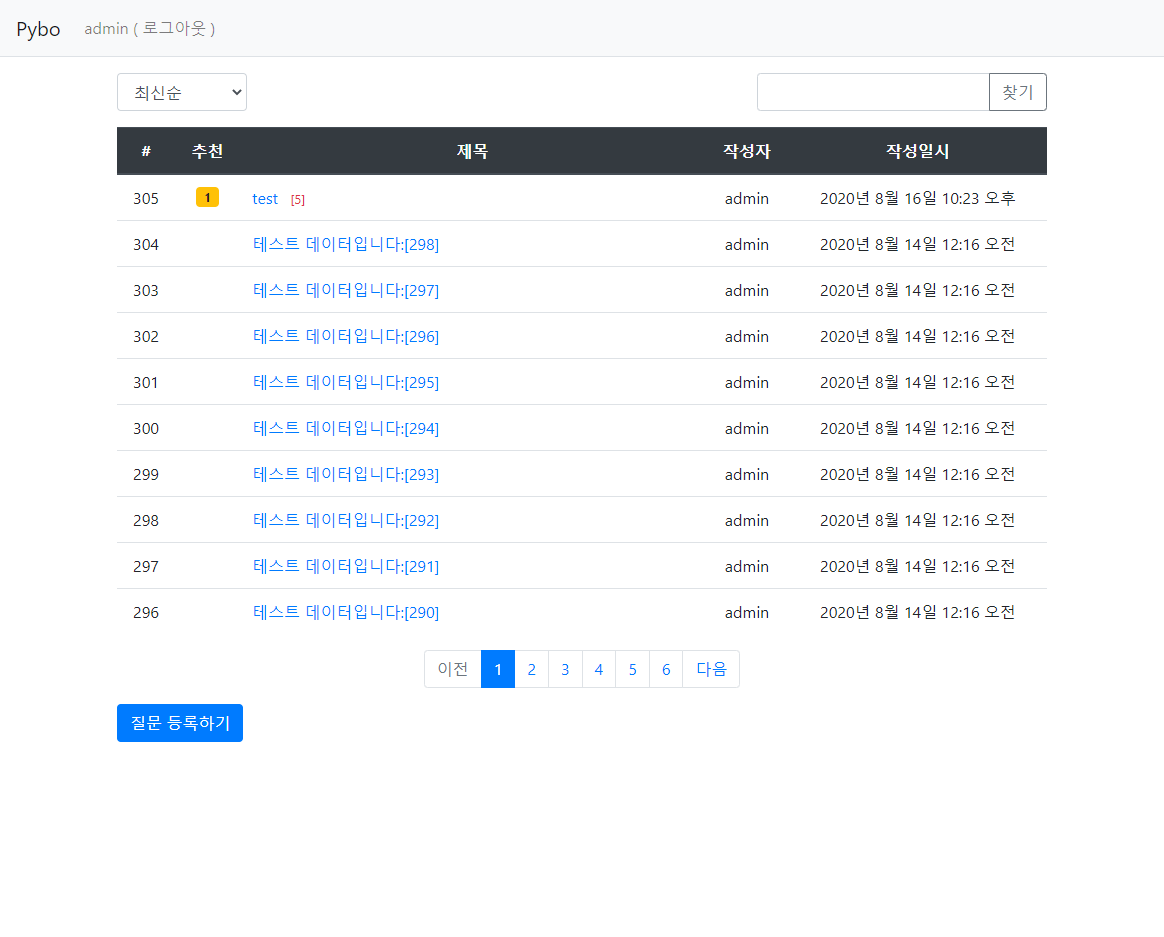 Pybo admin ( 로그아웃 )
최신순 찾기
# 추천 제목 작성자 작성일시
305 1 test [5] admin 2020년 8월 16일 10:23 오후
304 테스트 데이터입니다:[298] admin 2020년 8월 14일 12:16 오전
303 테스트 데이터입니다:[297] admin 2020년 8월 14일 12:16 오전
302 테스트 데이터입니다:[296] admin 2020년 8월 14일 12:16 오전
301 테스트 데이터입니다:[295] admin 2020년 8월 14일 12:16 오전
300 테스트 데이터입니다:[294] admin 2020년 8월 14일 12:16 오전
299 테스트 데이터입니다:[293] admin 2020년 8월 14일 12:16 오전
298 테스트 데이터입니다:[292] admin 2020년 8월 14일 12:16 오전
297 테스트 데이터입니다:[291] admin 2020년 8월 14일 12:16 오전
296 테스트 데이터입니다:[290] admin 2020년 8월 14일 12:16 오전
이전 1 2 3 4 5 6 다음
질문 등록하기